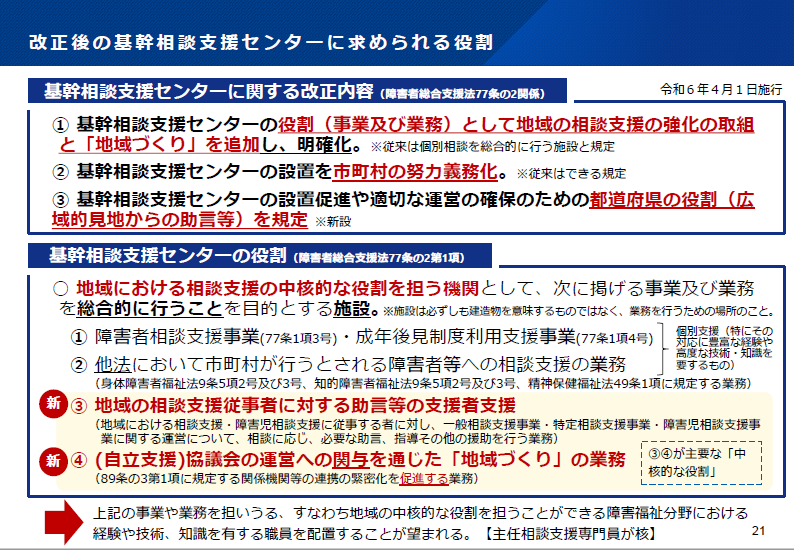 改正後の基幹相談支援センターに求められる役割
基幹相談支援センターに関する改正内容（障害者総合支援法77条の2関係）
令和６年４月１日施行
① 基幹相談支援センターの役割（事業及び業務）として地域の相談支援の強化の取組
と「地域づくり」を追加し、明確化。※従来は個別相談を総合的に行う施設と規定
② 基幹相談支援センターの設置を市町村の努力義務化。※従来はできる規定
③ 基幹相談支援センターの設置促進や適切な運営の確保のための都道府県の役割（広
域的見地からの助言等）を規定 ※新設
基幹相談支援センターの役割（障害者総合支援法77条の2第1項）
○ 地域における相談支援の中核的な役割を担う機関として、次に掲げる事業及び業務
を総合的に行うことを目的とする施設。※施設は必ずしも建造物を意味するものではなく、業務を行うための場所のこと。
① 障害者相談支援事業(77条1項3号)・成年後見制度利用支援事業(77条1項4号)
② 他法において市町村が行うとされる障害者等への相談支援の業務
（身体障害者福祉法9条5項2号及び3号、知的障害者福祉法9条5項2号及び3号、精神保健福祉法49条1項に規定する業務）
個別支援（特にその
対応に豊富な経験や
高度な技術・知識を
要するもの）
新
③ 地域の相談支援従事者に対する助言等の支援者支援
（地域における相談支援・障害児相談支援に従事する者に対し、一般相談支援事業・特定相談支援事業・障害児相談支援事
業に関する運営について、相談に応じ、必要な助言、指導その他の援助を行う業務）
新
④ (自立支援)協議会の運営への関与を通じた「地域づくり」の業務
（89条の3第1項に規定する関係機関等の連携の緊密化を促進する業務）
③④が主要な「中
核的な役割」
上記の事業や業務を担いうる、すなわち地域の中核的な役割を担うことができる障害福祉分野における
経験や技術、知識を有する職員を配置することが望まれる。【主任相談支援専門員が核】
21